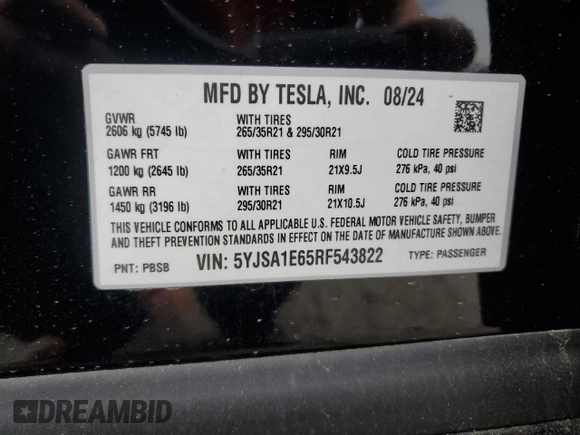 MFD BY TESLA, INC. 08/24
GVWR WITH TIRES
2606 kg (5745 lb) 265/35R21 & 295/30R21
GAWR FRT WITH TIRES RIM COLD TIRE PRESSURE
1200 kg (2645 lb) 265/35R21 21X9.5J 276 kPa, 40 psi
GAWR RR WITH TIRES RIM COLD TIRE PRESSURE
1450 kg (3196 lb) 295/30R21 21X10.5J 276 kPa, 40 psi
THIS VEHICLE CONFORMS TO ALL APPLICABLE U.S. FEDERAL MOTOR VEHICLE SAFETY, BUMPER
AND THEFT PREVENTION STANDARDS IN EFFECT ON THE DATE OF MANUFACTURE SHOWN ABOVE.
PNT: PBSB VIN: 5YJSA1E65RF543822 TYPE: PASSENGER
DREAMBID